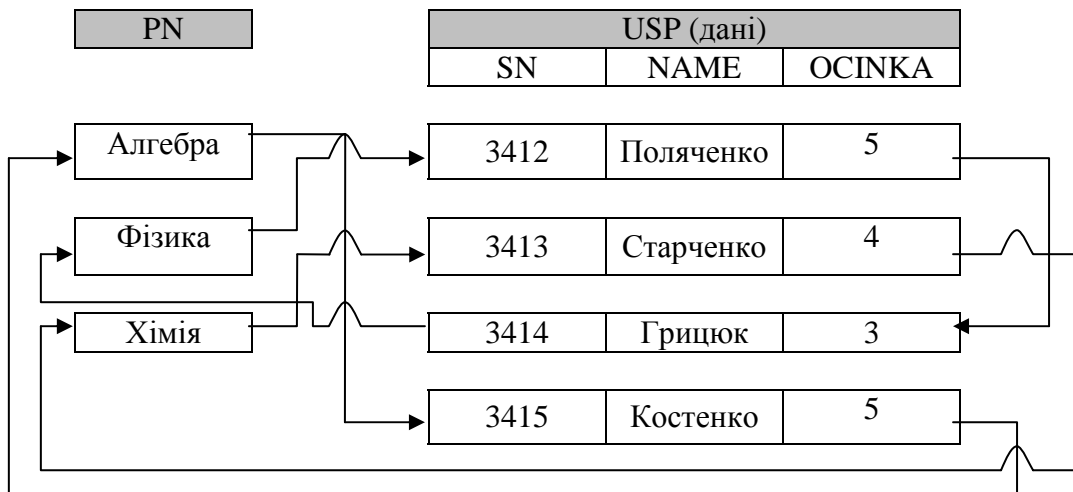 PN USP (дані)
SN NAME OCINKA
Алгебра 3412 Поляченко 5
Фізика 3413 Старченко 4
Хімія 3414 Грицюк 3
3415 Костенко 5